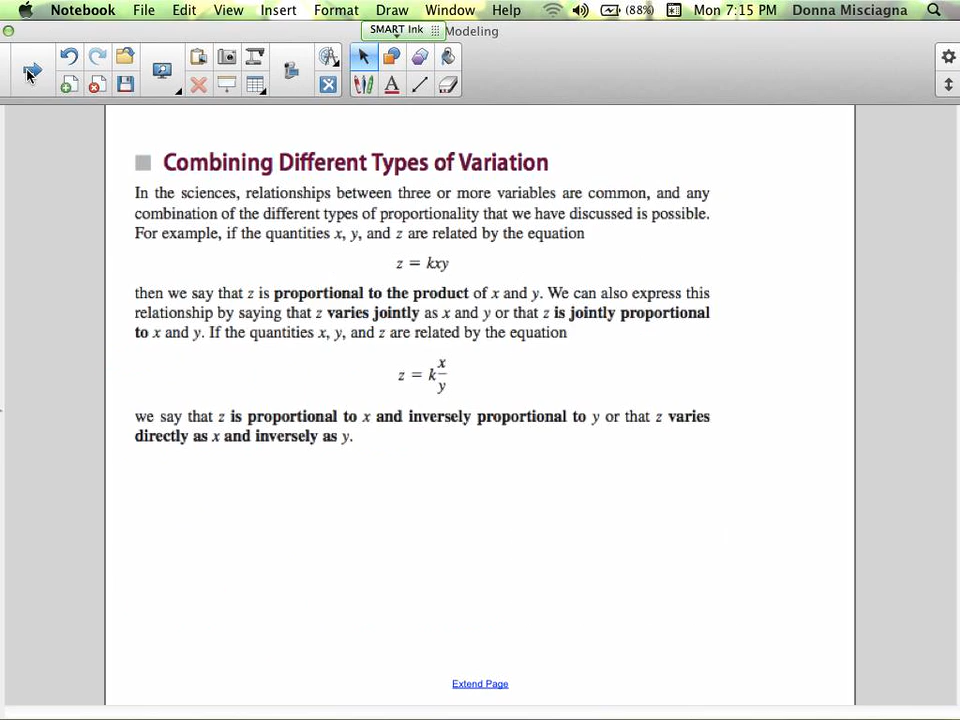 Notebook File Edit View Insert Format Draw Window Help (88%) Mon 7:15 PM Donna Misciagna
SMART Ink Modeling
Combining Different Types of Variation
In the sciences, relationships between three or more variables are common, and any
combination of the different types of proportionality that we have discussed is possible.
For example, if the quantities x, y, and z are related by the equation
z = kxy
then we say that z is proportional to the product of x and y. We can also express this
relationship by saying that z varies jointly as x and y or that z is jointly proportional
to x and y. If the quantities x, y, and z are related by the equation
z = k x/y
we say that z is proportional to x and inversely proportional to y or that z varies
directly as x and inversely as y.
Extend Page